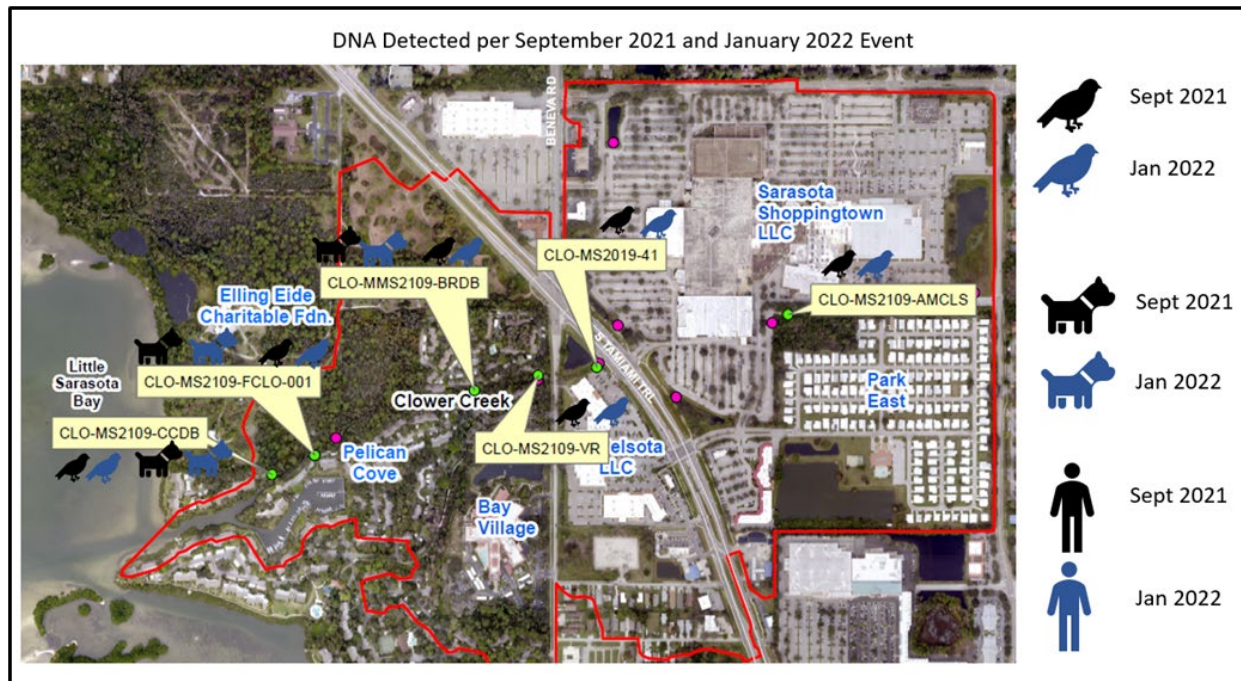 DNA Detected per September 2021 and January 2022 Event
BENEVA RD
Sept 2021
Jan 2022
Sarasota
Shoppingtown
LLC
CLO-MS2019-41
CLO-MMS2109-BRDB
CLO-MS2109-AMCLS
Elling Eide
Charitable Fdn.
Sept 2021
S TAMIAMI TRL
Little
Sarasota
Bay
CLO-MS2109-FCLO-001
Clower Creek
Park
East
Jan 2022
CLO-MS2109-CCDB
Pelican
Cove
CLO-MS2109-VR
elsota
LLC
Bay
Village
Sept 2021
Jan 2022